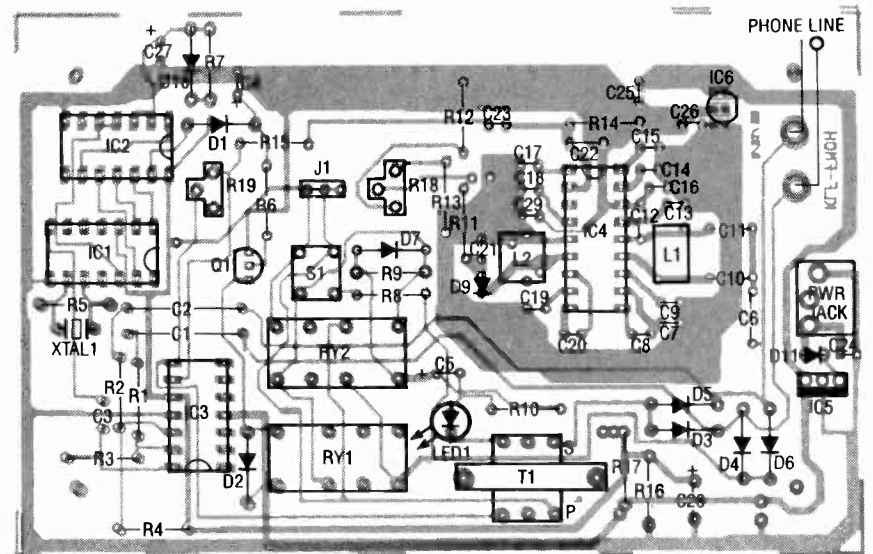 PHONE LINE
+
C27
R7
D10
IC6
C25
C26
R12
C23
R14
IC2
D1
R15
C15
C22
J1
C17
C14
R19
R18
C18
C16
R6
R13
R11
C29
IC4
C12
C13
IC1
Q1
D7
C21
L2
L1
C11
S1
R9
D9
C10
R8
C19
PWR
JACK
R5
C2
C9
C6
XTAL1
C1
C20
C8
C7
RY2
D11
C24
R2
R1
+
C5
IC5
C3
IC3
R10
D5
LED1
D3
R3
D2
RY1
S
D4
D6
T1
R17
R16
+
C28
P
R4